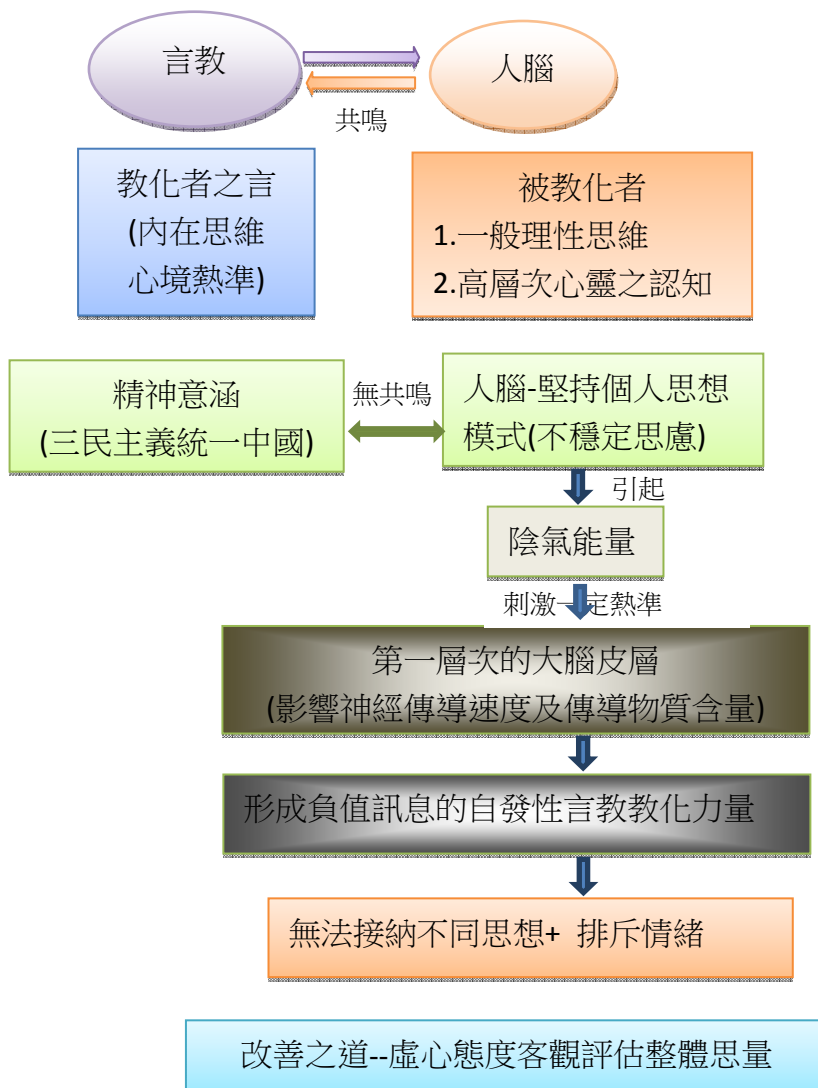 言教
人腦
共鳴
教化者之言
(內在思維
心境熱準)
被教化者
1.一般理性思維
2.高層次心靈之認知
精神意涵
(三民主義統一中國)
無共鳴
人腦-堅持個人思想
模式(不穩定思慮)
引起
陰氣能量
刺激一定熱準
第一層次的大腦皮層
(影響神經傳導速度及傳導物質含量)
形成負值訊息的自發性言教教化力量
無法接納不同思想+ 排斥情緒
改善之道--虛心態度客觀評估整體思量